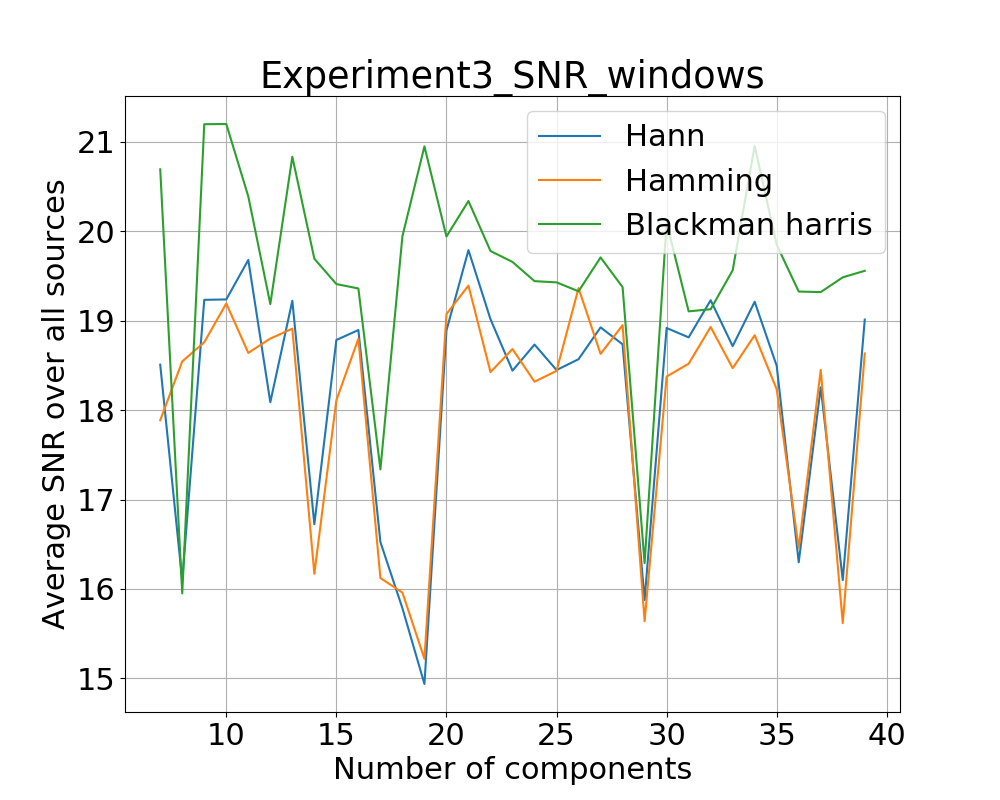 Experiment3_SNR_windows
Average SNR over all sources
21
20
19
18
17
16
15
Hann
Hamming
Blackman harris
10 15 20 25 30 35 40
Number of components